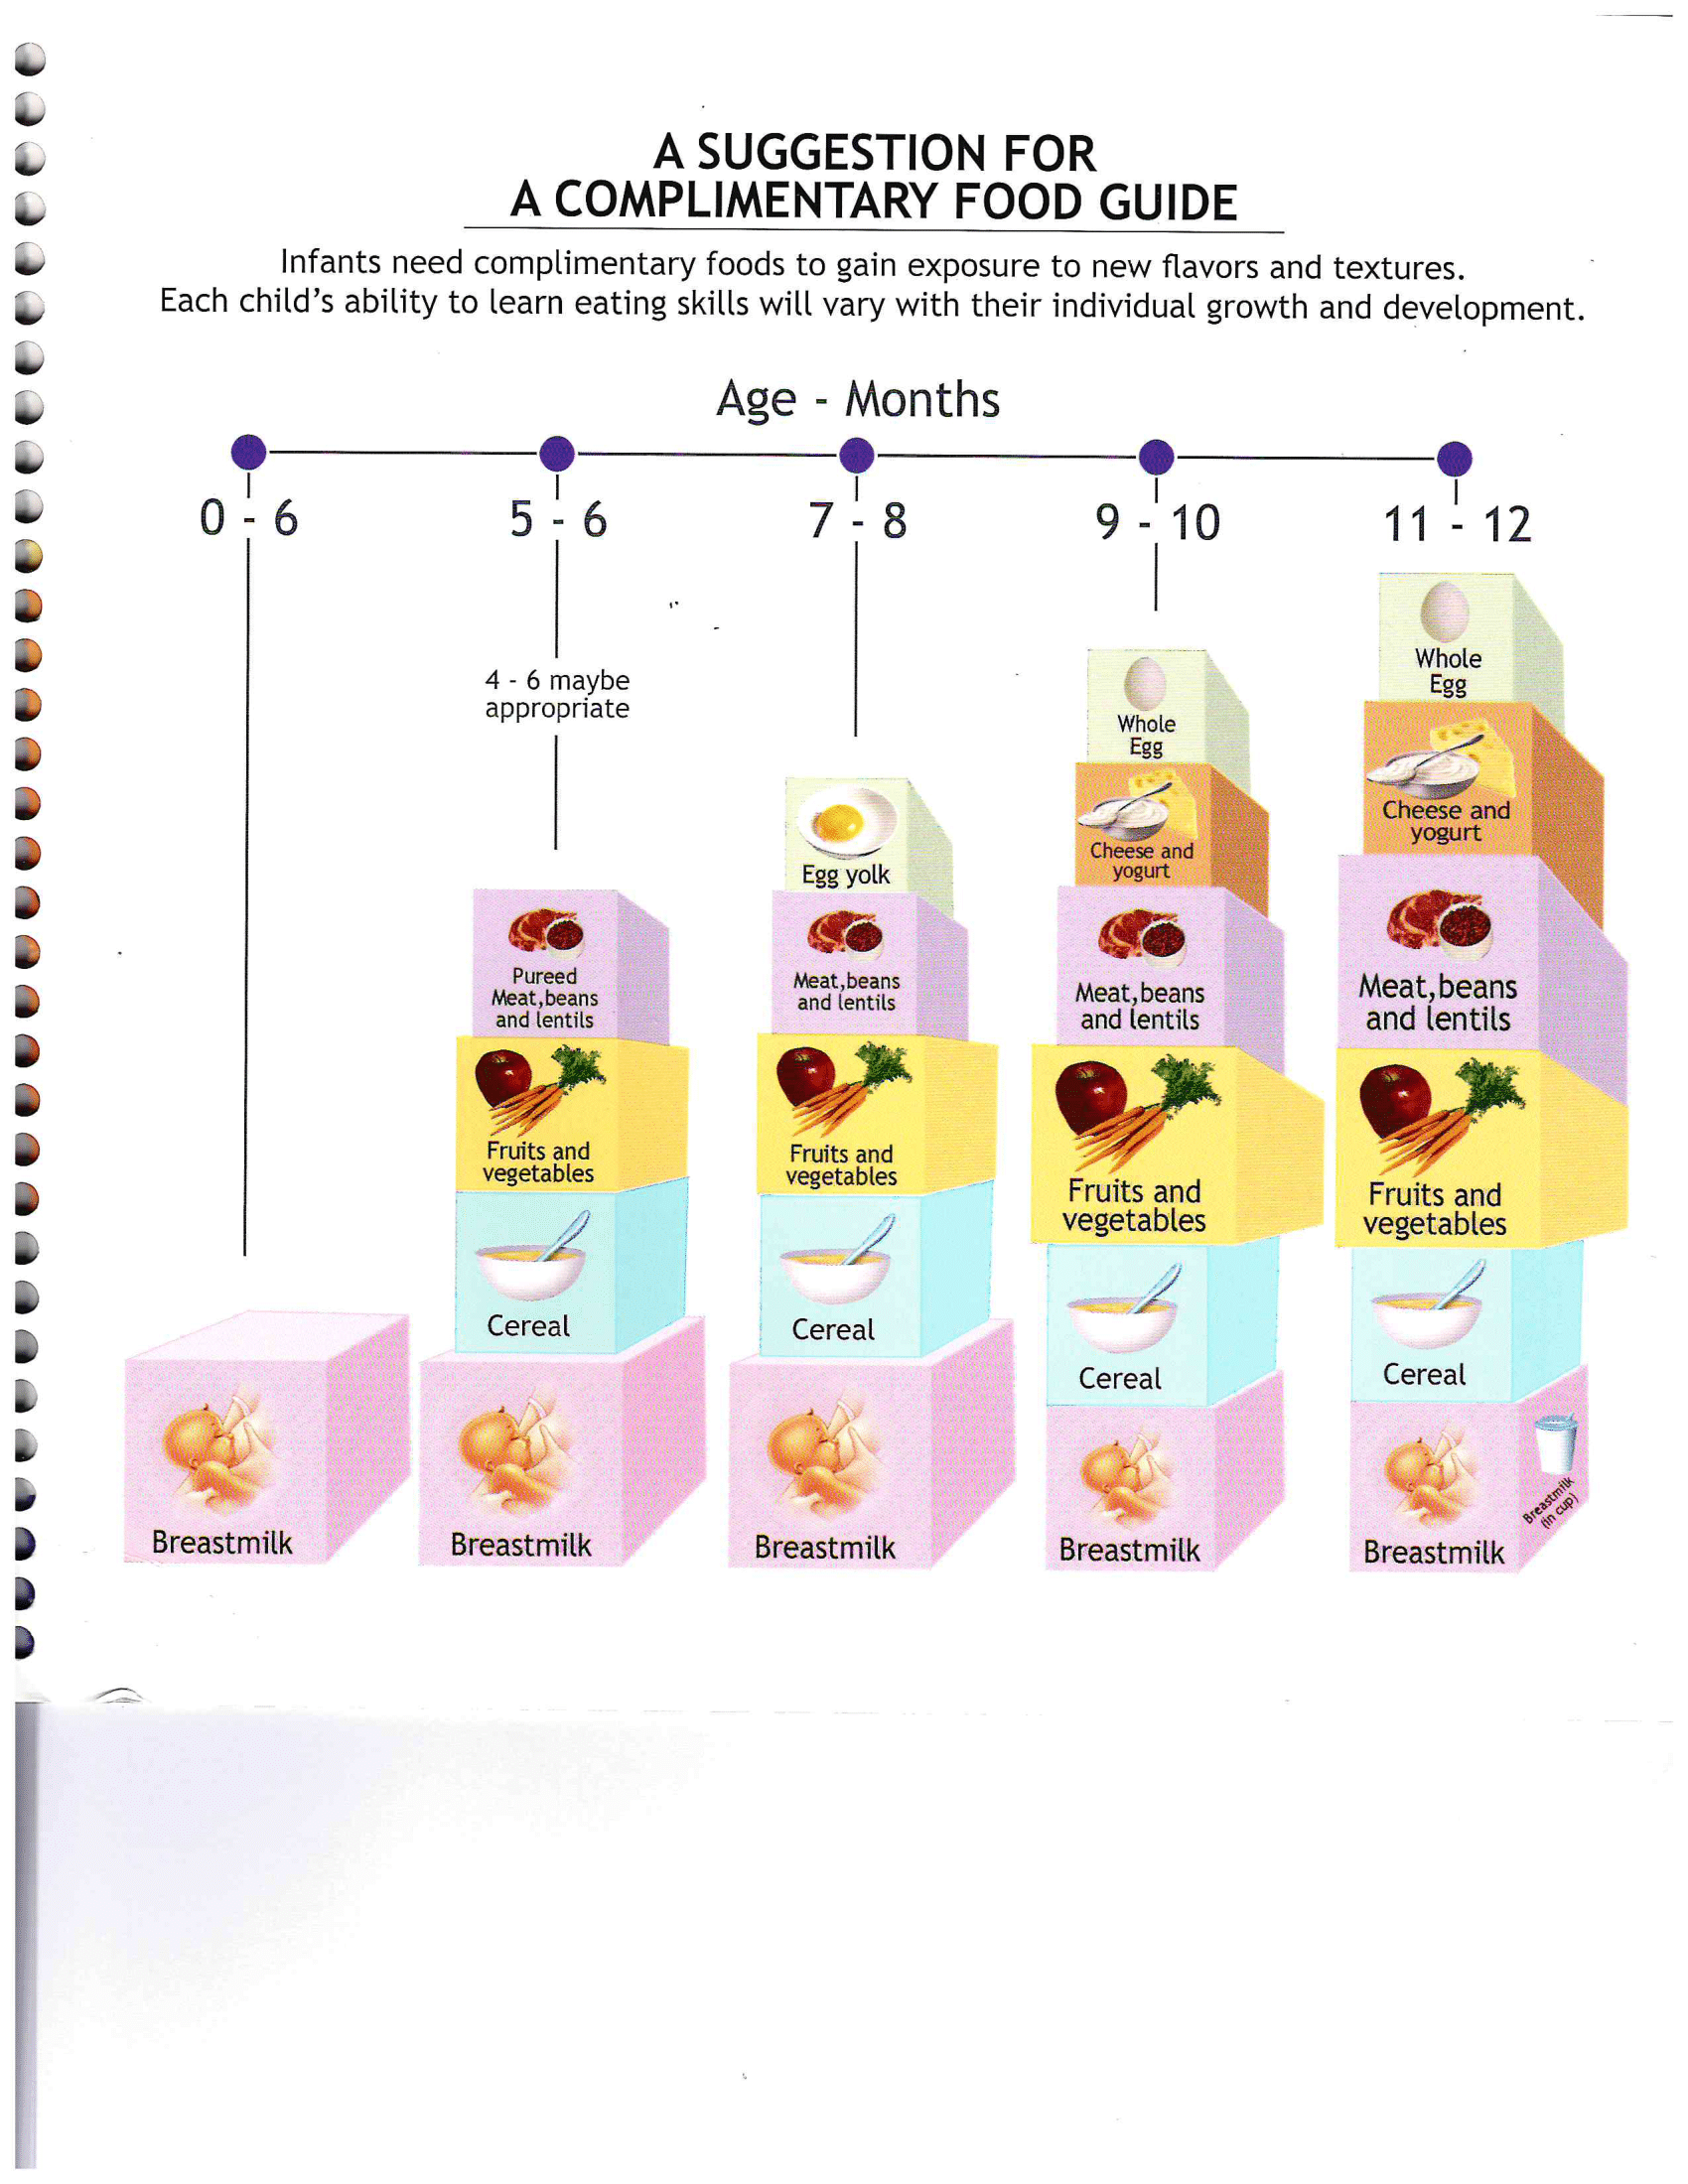 A SUGGESTION FOR
A COMPLIMENTARY FOOD GUIDE
Infants need complimentary foods to gain exposure to new flavors and textures.
Each child's ability to learn eating skills will vary with their individual growth and development.
Age - Months
0 - 6
5 - 6
7 - 8
9 - 10
11 - 12
4 - 6 maybe
appropriate
Breastmilk
Pureed
Meat,beans
and lentils
Fruits and
vegetables
Cereal
Breastmilk
Egg yolk
Meat,beans
and lentils
Fruits and
vegetables
Cereal
Breastmilk
Whole
Egg
Cheese and
yogurt
Meat,beans
and lentils
Fruits and
vegetables
Cereal
Breastmilk
Whole
Egg
Cheese and
yogurt
Meat,beans
and lentils
Fruits and
vegetables
Cereal
Breastmilk
Breastmilk
(in cup)